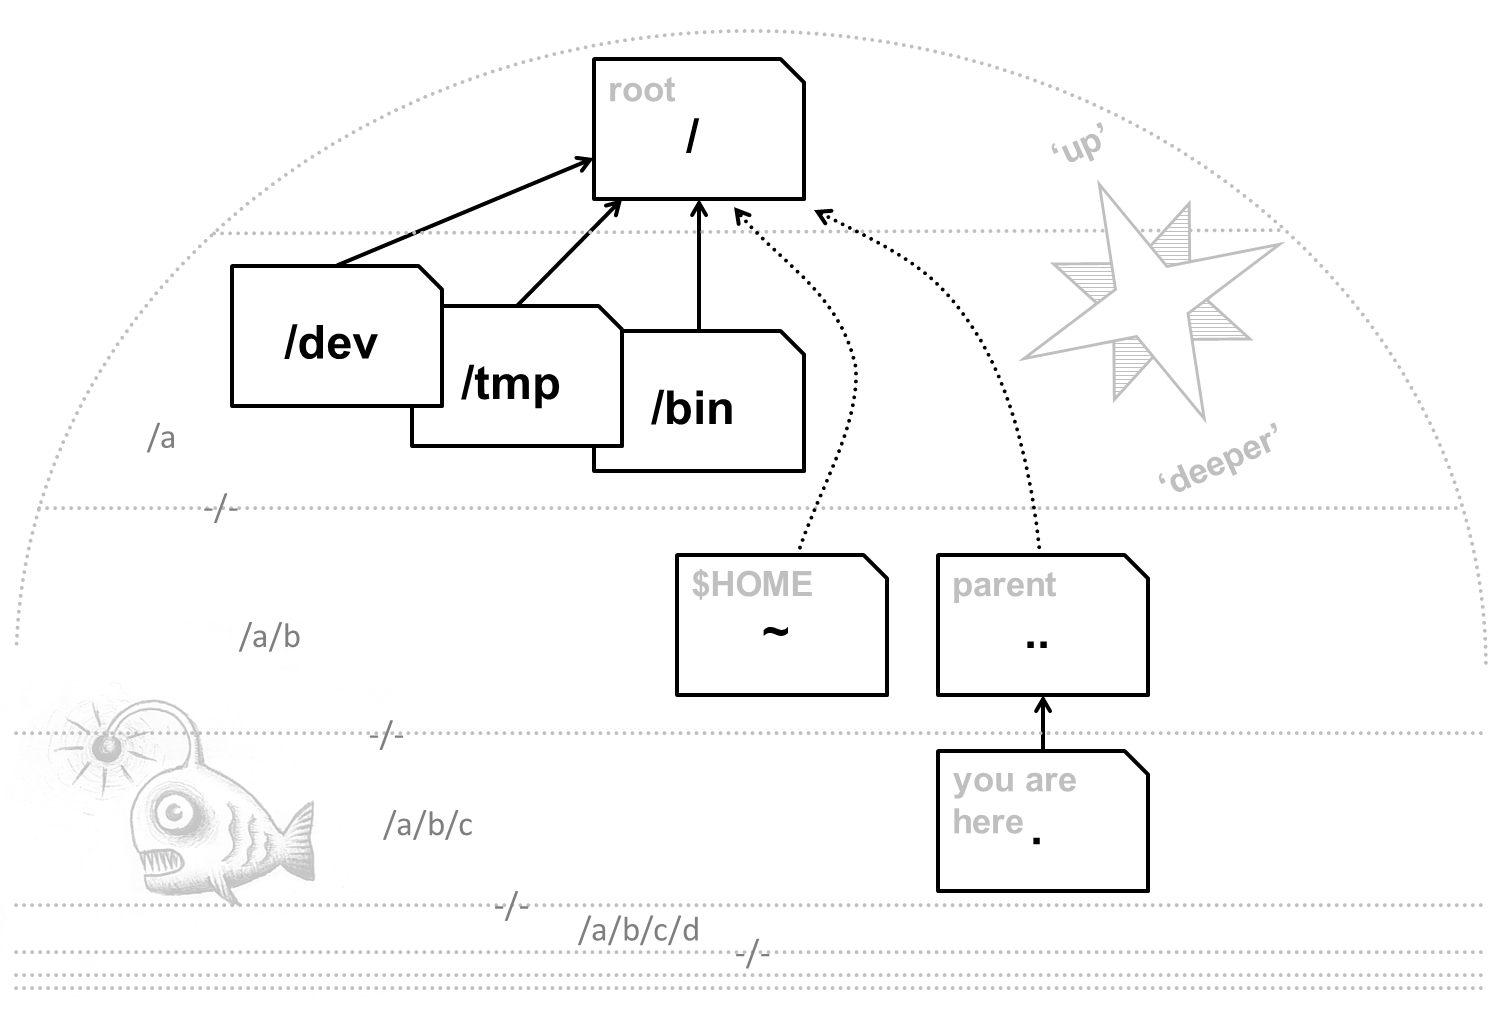 root
/
‘up’
/dev
/tmp
/bin
/a
‘deeper’
-/-
$HOME
~
parent
..
/a/b
-/-
you are
here
.
/a/b/c
-/-
/a/b/c/d
-/-